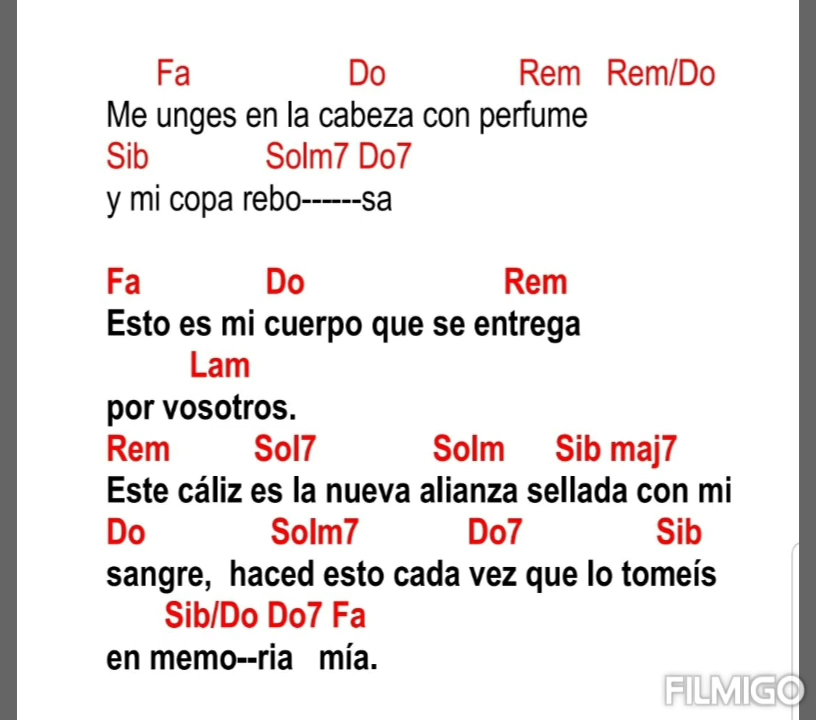 Fa Do Rem Rem/Do
Me unges en la cabeza con perfume
Sib Solm7 Do7
y mi copa rebo------sa
Fa Do Rem
Esto es mi cuerpo que se entrega
Lam
por vosotros.
Rem Sol7 Solm Sib maj7
Este cáliz es la nueva alianza sellada con mi
Do Solm7 Do7 Sib
sangre, haced esto cada vez que lo tomeís
Sib/Do Do7 Fa
en memo--ria mía.
FILMIGO